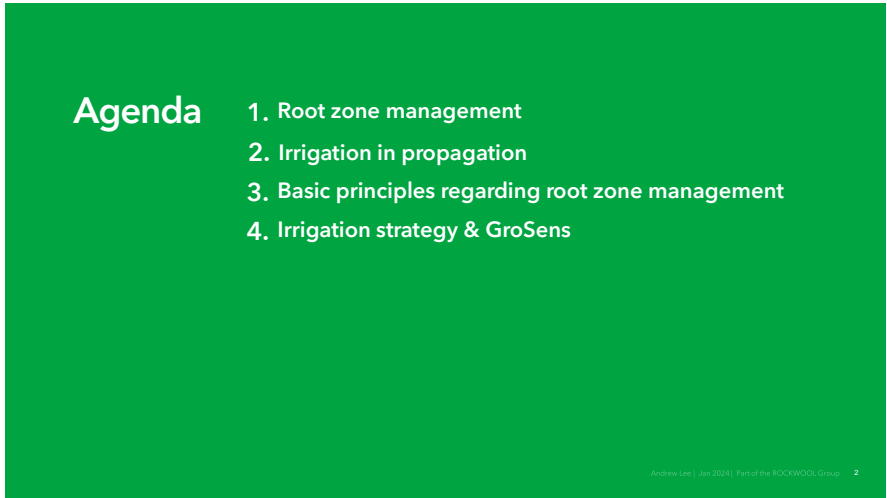 Agenda
1. Root zone management
2. Irrigation in propagation
3. Basic principles regarding root zone management
4. Irrigation strategy & GroSens
Andrew Lee | Jan 2024 | Part of the ROCKWOOL Group 2